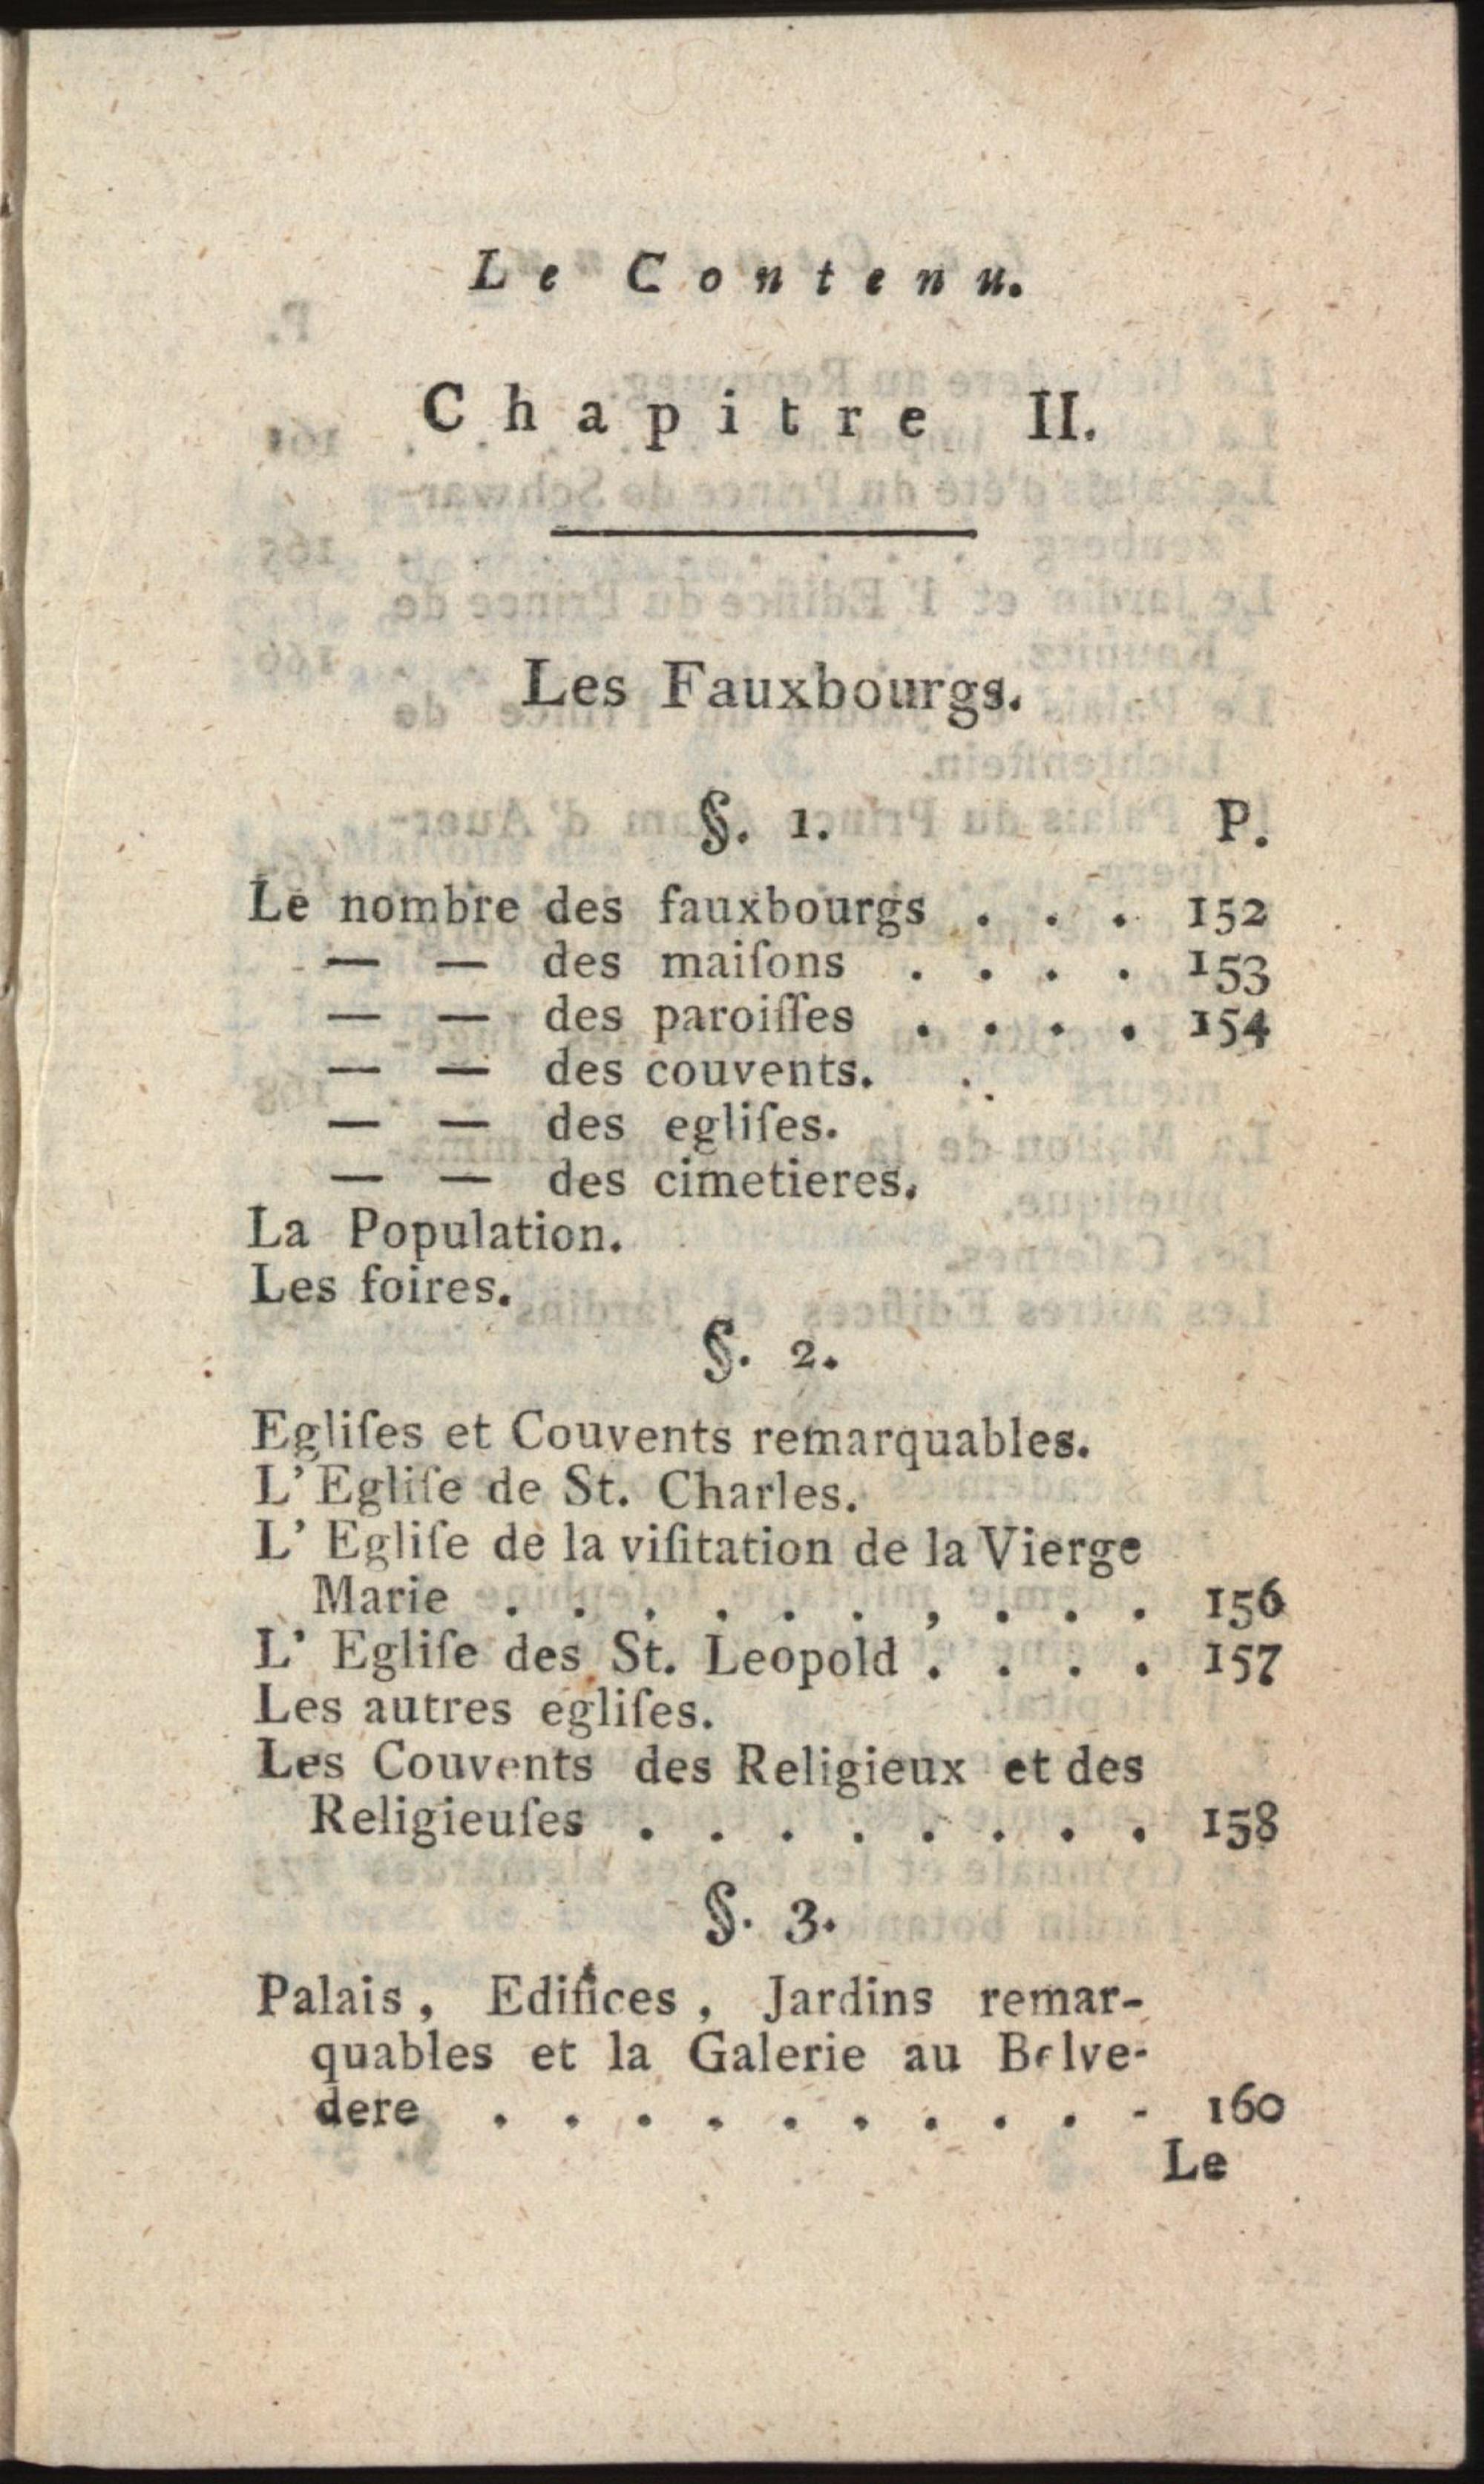 Le Contenu.
Chapitre II.
Les Fauxbourgs.
§. 1. P.
Le nombre des fauxbourgs . . . 152
— — des maiſons . . . . 153
— — des paroiſſes . . . . 154
— — des couvents.
— — des egliſes.
— — des cimetieres.
La Population.
Les foires.
§. 2.
Egliſes et Couvents remarquables.
L'Egliſe de St. Charles.
L' Egliſe de la viſitation de la Vierge
Marie . . . . . . , . . . 156
L' Egliſe des St. Leopold . . . . 157
Les autres egliſes.
Les Couvents des Religieux et des
Religieuſes . . . . . . . . 158
§. 3.
Palais, Edifices, Jardins remar-
quables et la Galerie au Belve-
dere . . . . . . . . . - 160
Le